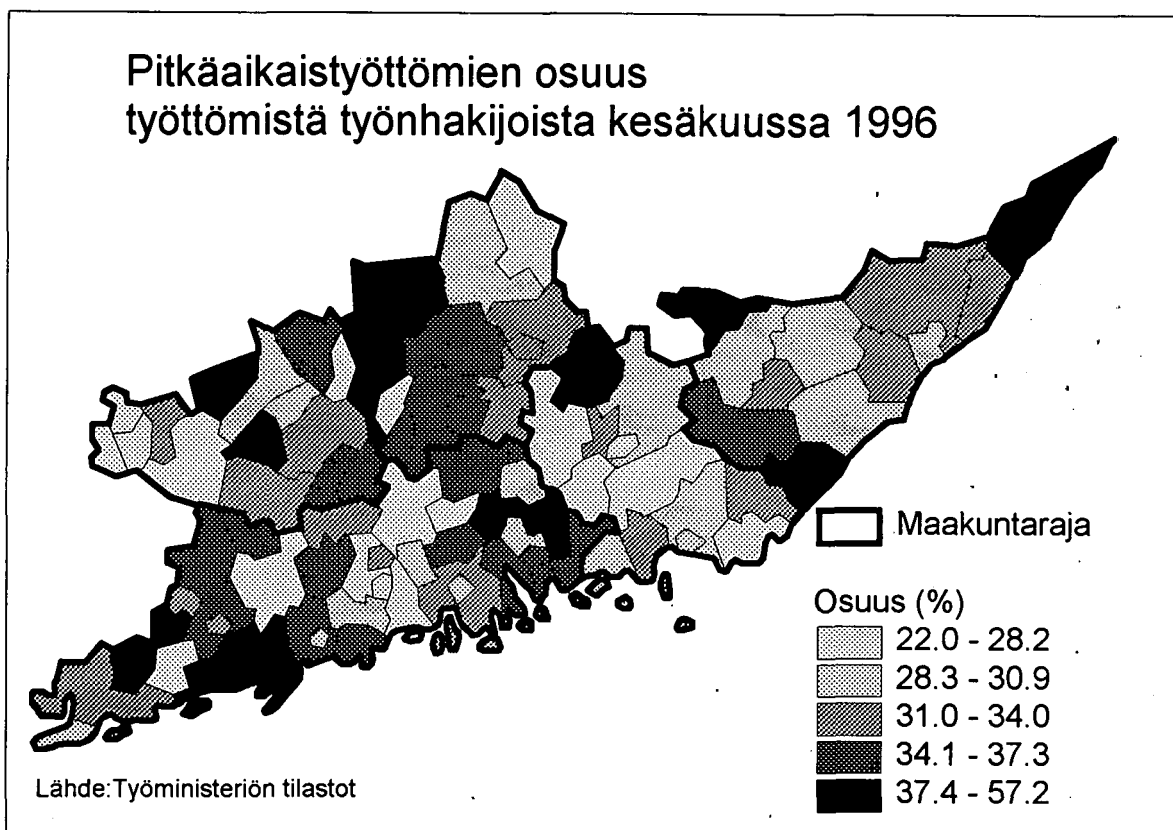 Pitkäaikaistyöttömien osuus
työttömistä työnhakijoista kesäkuussa 1996
Maakuntaraja
Osuus (%)
22.0 - 28.2
28.3 - 30.9
31.0 - 34.0
34.1 - 37.3
37.4 - 57.2
Lähde:Työministeriön tilastot